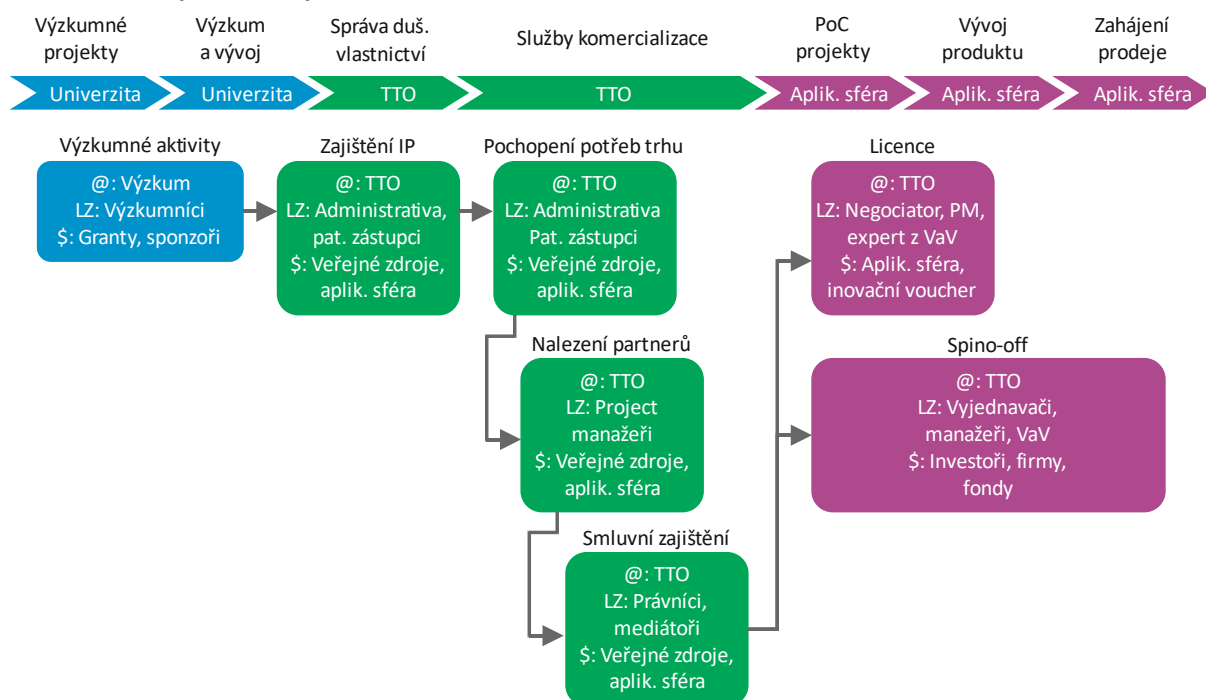 Výzkumné
projekty
Výzkum
a vývoj
Správa duš.
vlastnictví
Služby komercializace
PoC
projekty
Vývoj
produktu
Zahájení
prodeje
Univerzita
Univerzita
TTO
TTO
Aplik. sféra
Aplik. sféra
Aplik. sféra
Výzkumné aktivity
@: Výzkum
LZ: Výzkumníci
$: Granty, sponzoři
Zajištění IP
@: TTO
LZ: Administrativa,
pat. zástupci
$: Veřejné zdroje,
aplik. sféra
Pochopení potřeb trhu
@: TTO
LZ: Administrativa
Pat. zástupci
$: Veřejné zdroje,
aplik. sféra
Licence
@: TTO
LZ: Negociator, PM,
expert z VaV
$: Aplik. sféra,
inovační voucher
Nalezení partnerů
@: TTO
LZ: Project
manažeři
$: Veřejné zdroje,
aplik. sféra
Spino-off
@: TTO
LZ: Vyjednavači,
manažeři, VaV
$: Investoři, firmy,
fondy
Smluvní zajištění
@: TTO
LZ: Právníci,
mediátoři
$: Veřejné zdroje,
aplik. sféra